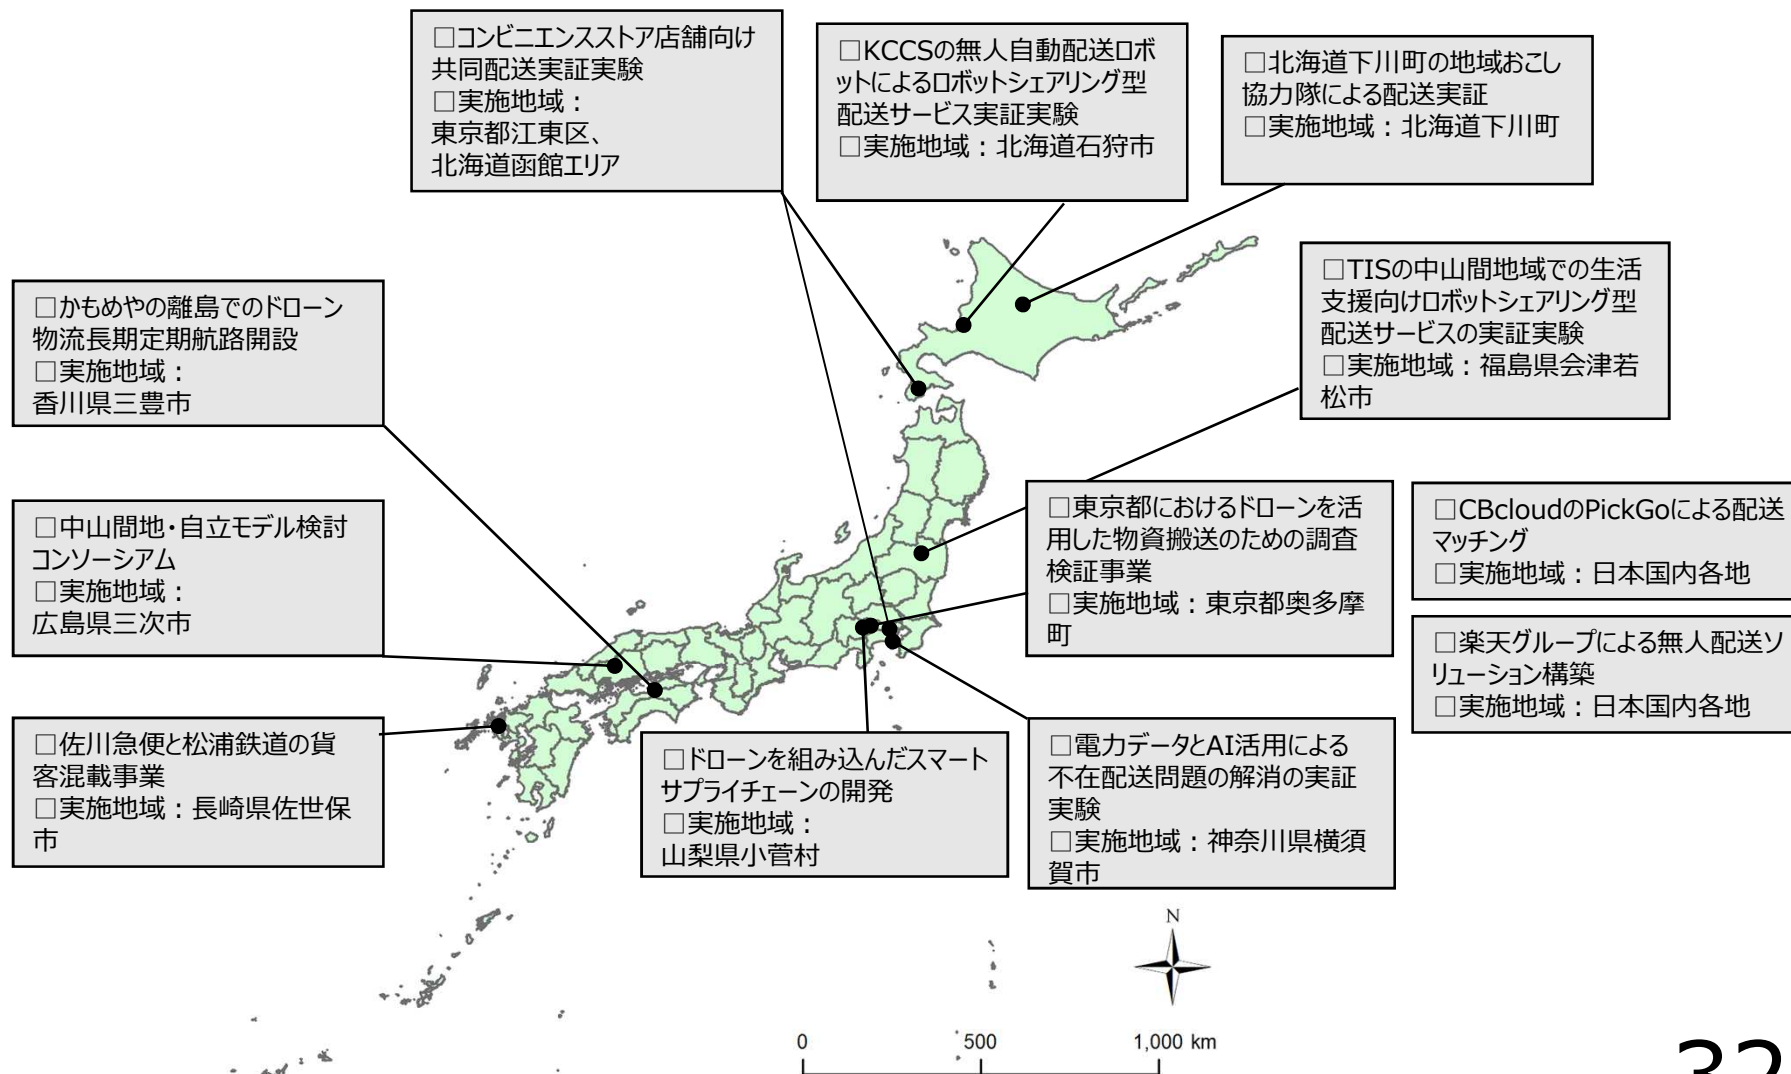 □コンビニエンスストア店舗向け
共同配送実証実験
□実施地域：
東京都江東区、
北海道函館エリア
□KCCSの無人自動配送ロボ
ットによるロボットシェアリング型
配送サービス実証実験
□実施地域：北海道石狩市
□北海道下川町の地域おこし
協力隊による配送実証
□実施地域：北海道下川町
□TISの中山間地域での生活
支援向けロボットシェアリング型
配送サービスの実証実験
□実施地域：福島県会津若
松市
□かもめやの離島でのドローン
物流長期定期航路開設
□実施地域：
香川県三豊市
□中山間地・自立モデル検討
コンソーシアム
□実施地域：
広島県三次市
□東京都におけるドローンを活
用した物資搬送のための調査
検証事業
□実施地域：東京都奥多摩
町
□CBcloudのPickGoによる配送
マッチング
□実施地域：日本国内各地
□楽天グループによる無人配送ソ
リューション構築
□実施地域：日本国内各地
□佐川急便と松浦鉄道の貨
客混載事業
□実施地域：長崎県佐世保
市
□ドローンを組み込んだスマート
サプライチェーンの開発
□実施地域：
山梨県小菅村
□電力データとAI活用による
不在配送問題の解消の実証
実験
□実施地域：神奈川県横須
賀市
N
0 500 1,000 km
32